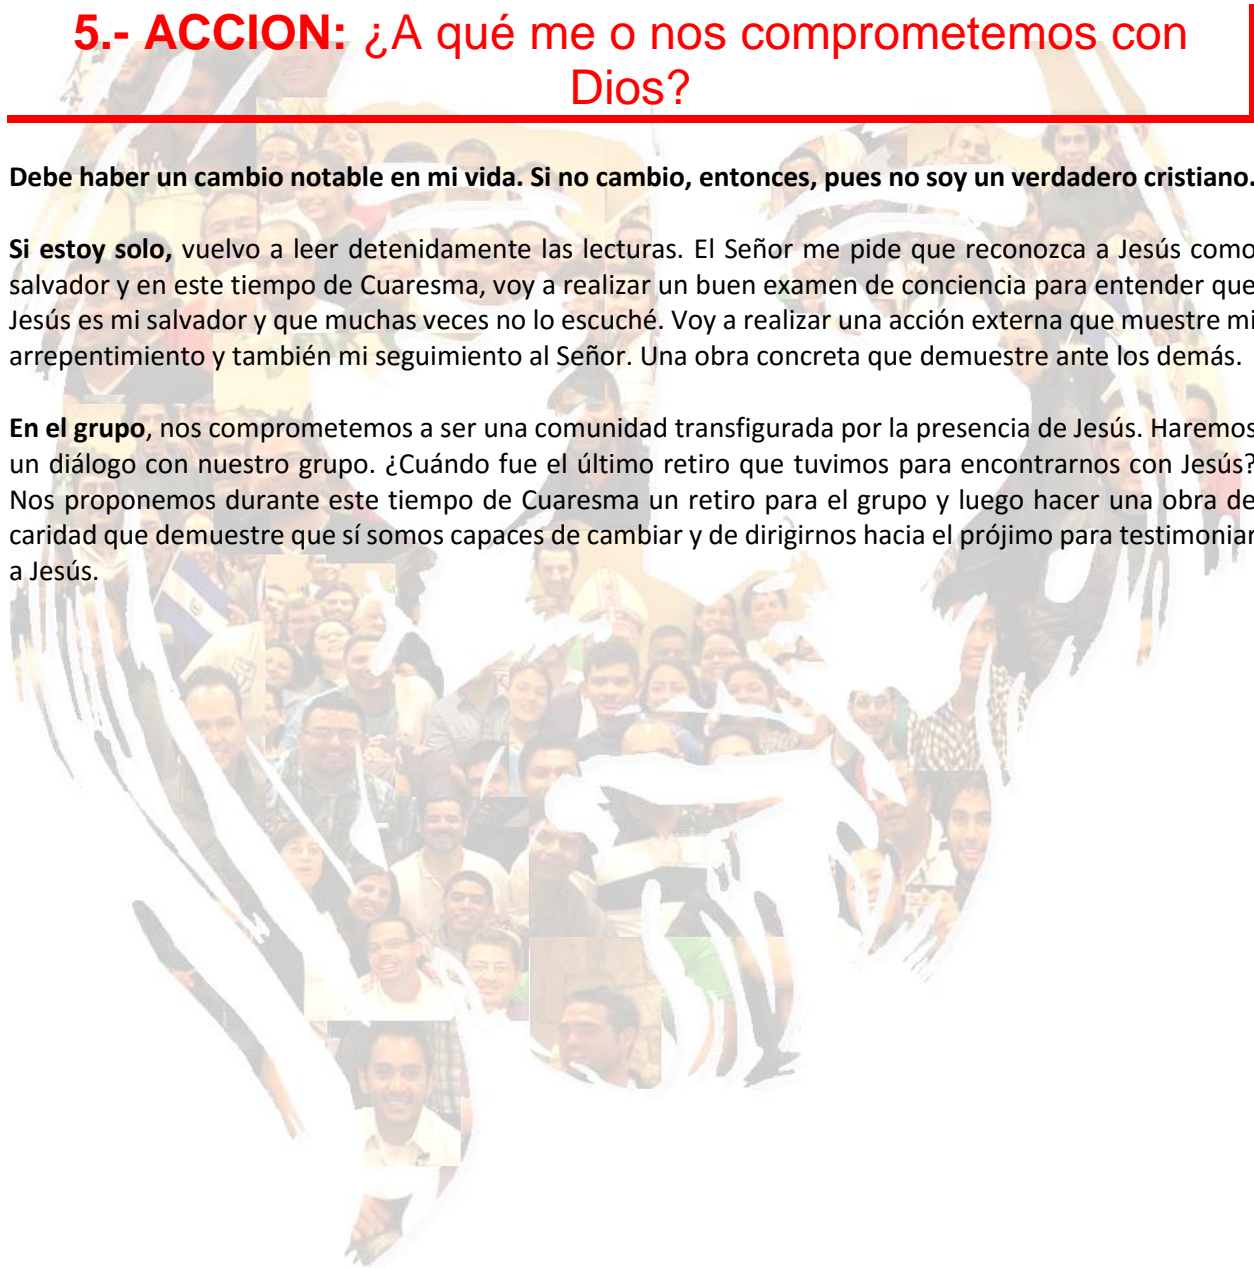 5.- ACCION: ¿A qué me o nos comprometemos con
Dios?
Debe haber un cambio notable en mi vida. Si no cambio, entonces, pues no soy un verdadero cristiano.
Si estoy solo, vuelvo a leer detenidamente las lecturas. El Señor me pide que reconozca a Jesús como
salvador y en este tiempo de Cuaresma, voy a realizar un buen examen de conciencia para entender que
Jesús es mi salvador y que muchas veces no lo escuché. Voy a realizar una acción externa que muestre mi
arrepentimiento y también mi seguimiento al Señor. Una obra concreta que demuestre ante los demás.
En el grupo, nos comprometemos a ser una comunidad transfigurada por la presencia de Jesús. Haremos
un diálogo con nuestro grupo. ¿Cuándo fue el último retiro que tuvimos para encontrarnos con Jesús?
Nos proponemos durante este tiempo de Cuaresma un retiro para el grupo y luego hacer una obra de
caridad que demuestre que sí somos capaces de cambiar y de dirigirnos hacia el prójimo para testimoniar
a Jesús.